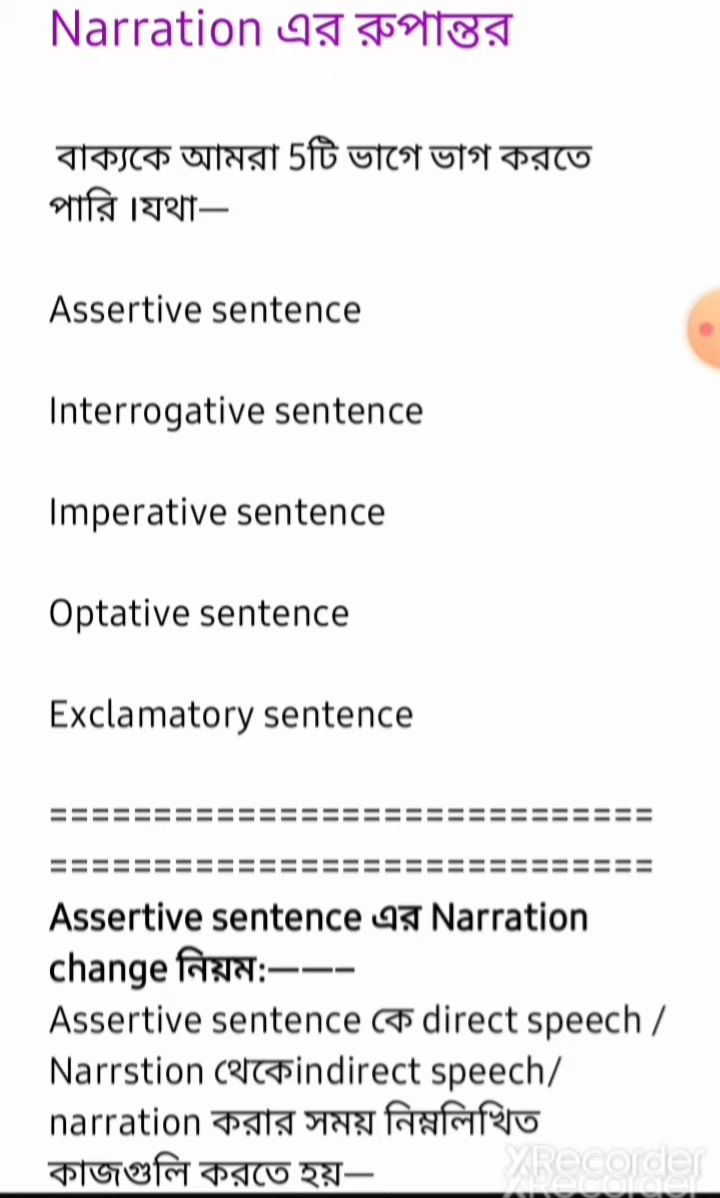 Narration এর রুপান্তর
বাক্যকে আমরা 5টি ভাগে ভাগ করতে
পারি ।যথা—
Assertive sentence
Interrogative sentence
Imperative sentence
Optative sentence
Exclamatory sentence
=============================
=============================
Assertive sentence এর Narration
change নিয়ম:——–
Assertive sentence কে direct speech /
Narrstion থেকেindirect speech/
narration করার সময় নিম্নলিখিত
কাজগুলি করতে হয়—
XRecorder
XRecorder